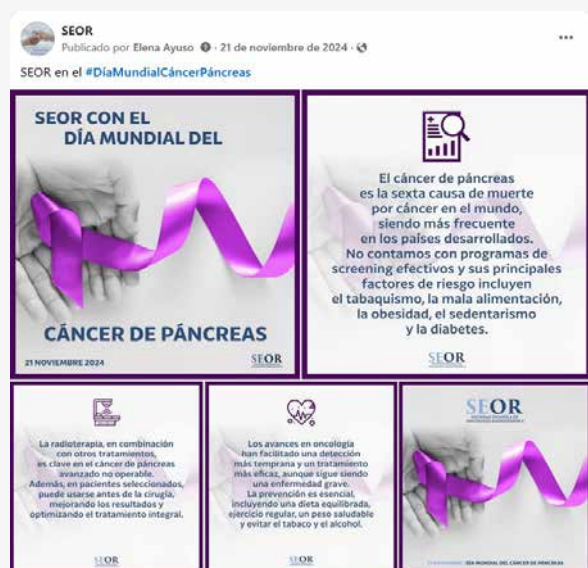 SEOR
Publicado por Elena Ayuso · 21 de noviembre de 2024 ·
SEOR en el #DíaMundialCáncerPáncreas
SEOR CON EL
DÍA MUNDIAL DEL
CÁNCER DE PÁNCREAS
21 NOVIEMBRE 2024
SEOR
El cáncer de páncreas
es la sexta causa de muerte
por cáncer en el mundo,
siendo más frecuente
en los países desarrollados.
No contamos con programas de
screening efectivos y sus principales
factores de riesgo incluyen
el tabaquismo, la mala alimentación,
la obesidad, el sedentarismo
y la diabetes.
SEOR
La radioterapia, en combinación
con otros tratamientos,
es clave en el cáncer de páncreas
avanzado no operable.
Además, en pacientes seleccionados,
puede usarse antes de la cirugía,
mejorando los resultados y
optimizando el tratamiento integral.
SEOR
Los avances en oncología
han facilitado una detección
más temprana y un tratamiento
más eficaz, aunque sigue siendo
una enfermedad grave.
La prevención es esencial,
incluyendo una dieta equilibrada,
ejercicio regular, un peso saludable
y evitar el tabaco y el alcohol.
SEOR
SEOR
DÍA MUNDIAL DEL CÁNCER DE PÁNCREAS